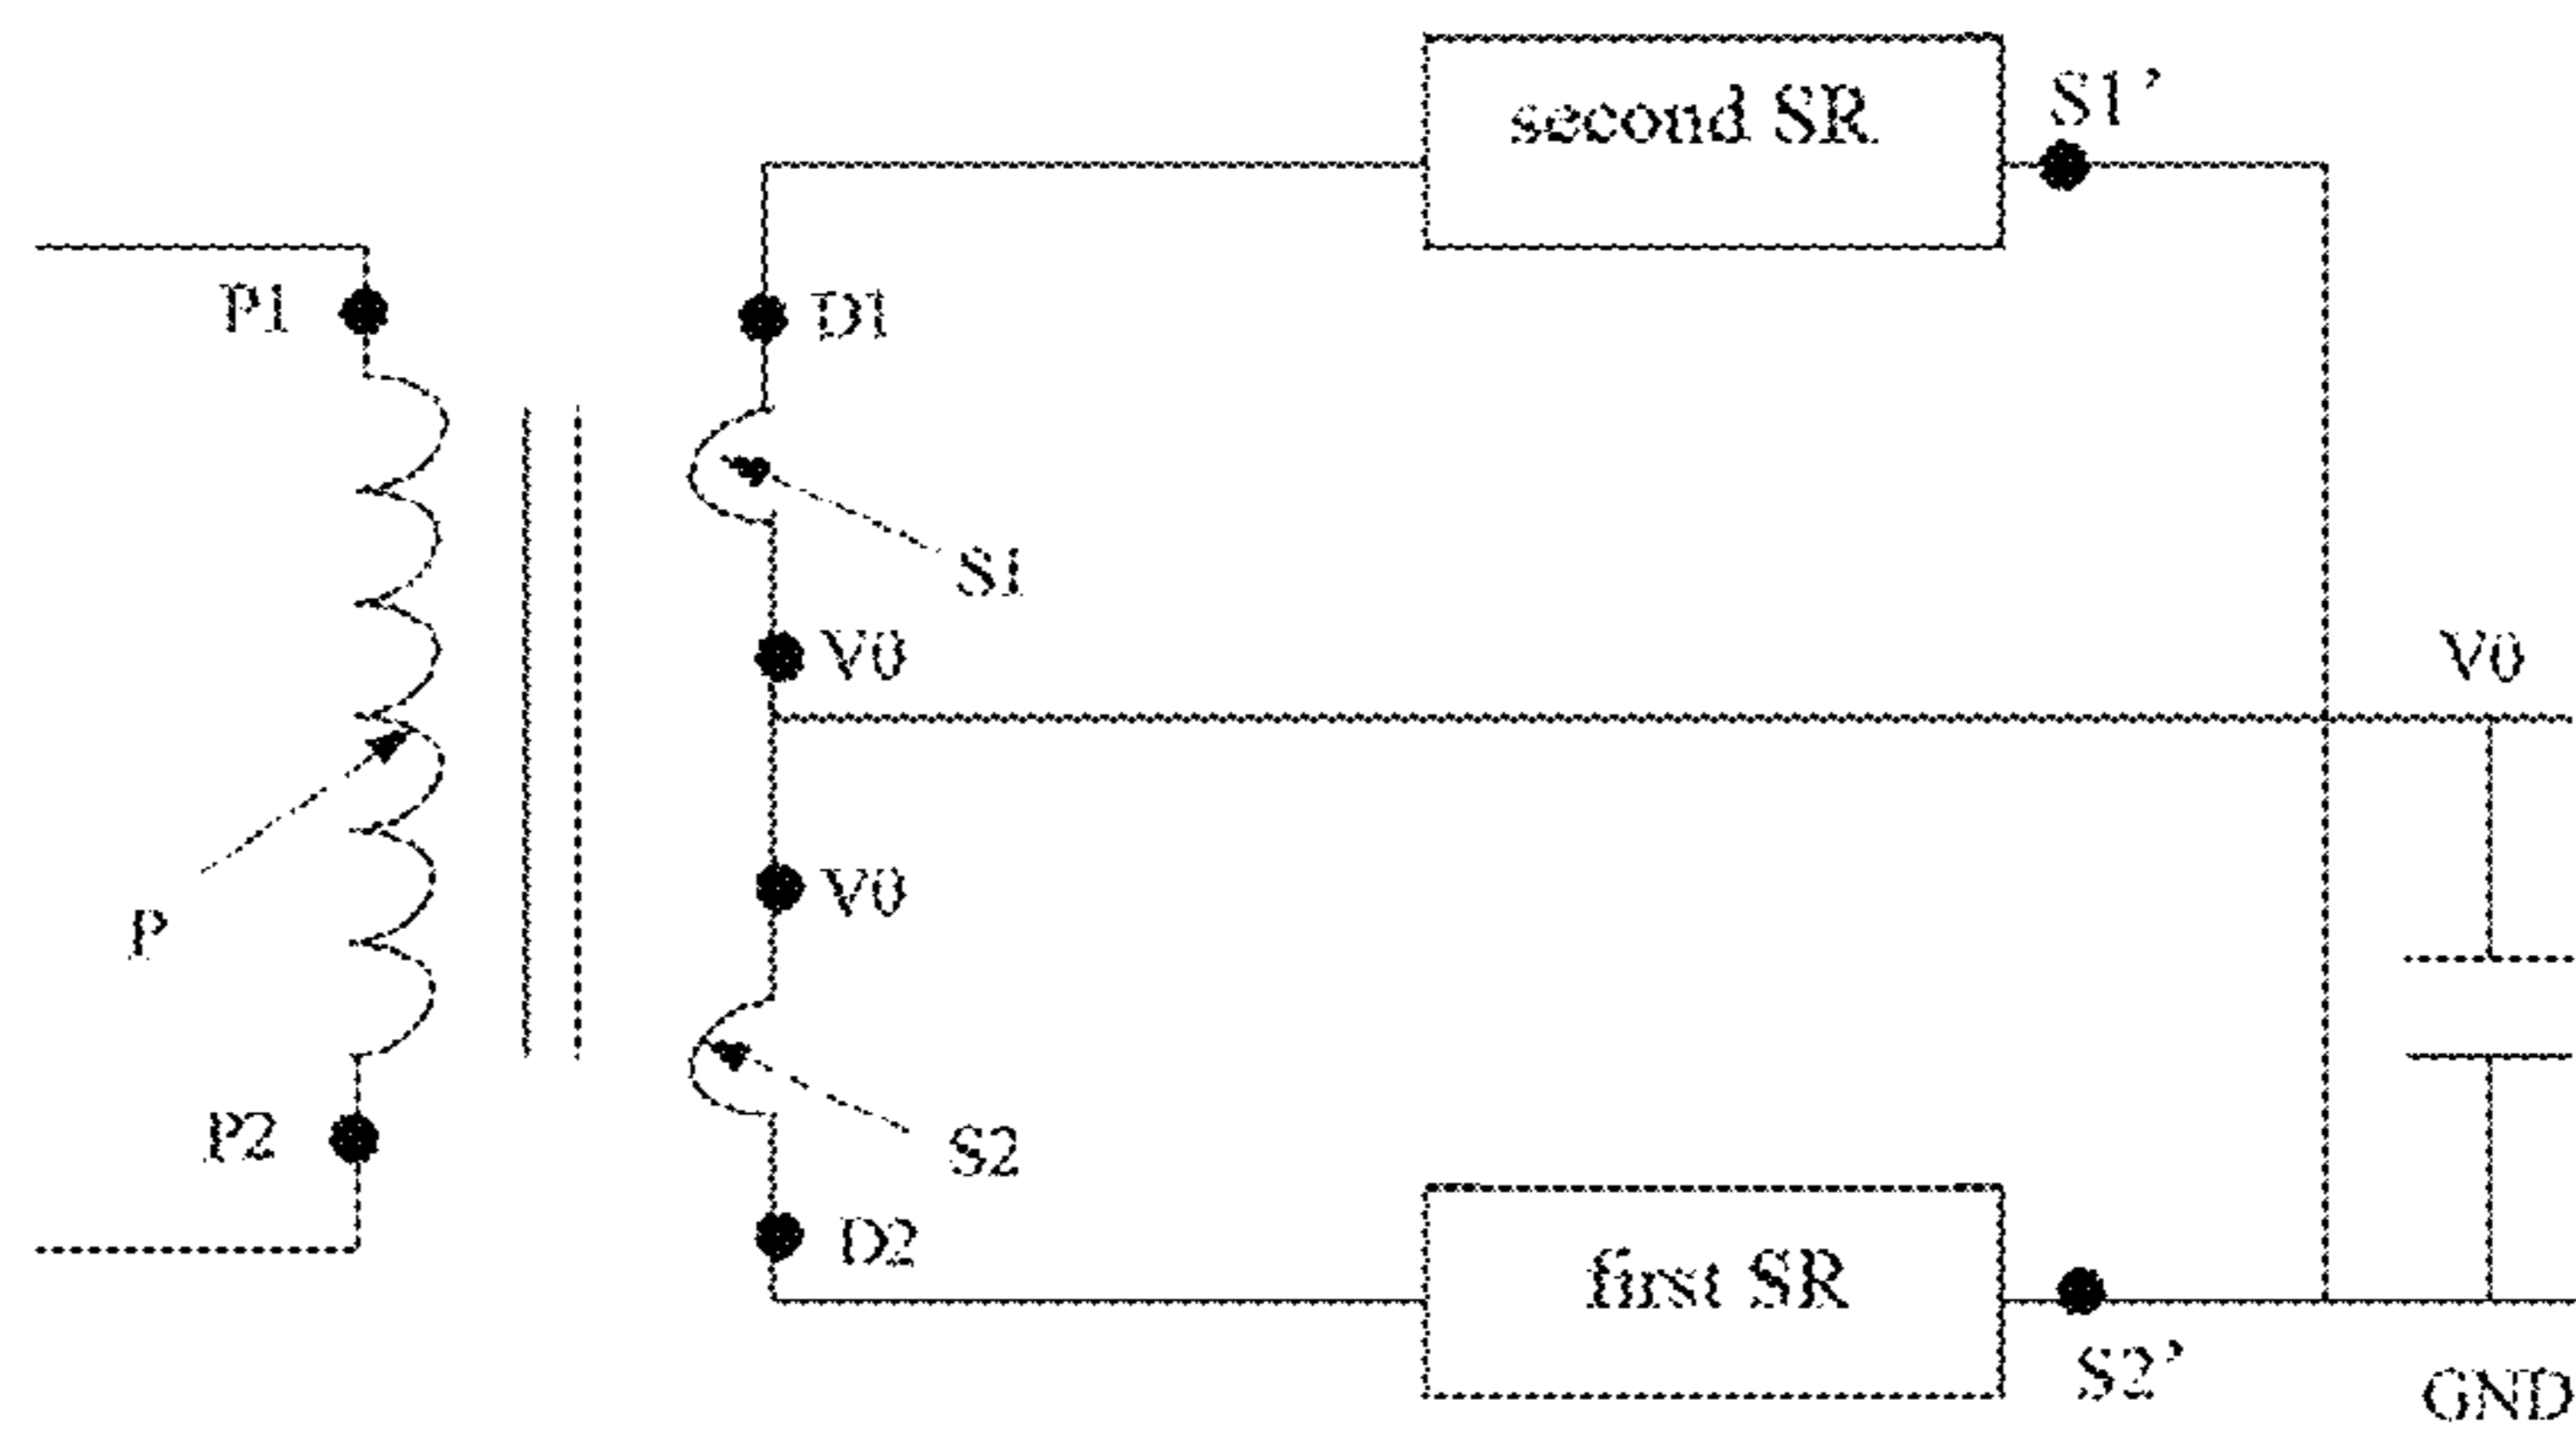 second SR
S1’
P1
D1
S1
V0
V0
V0
P
P2
S2
D2
first SR
S2’
GND